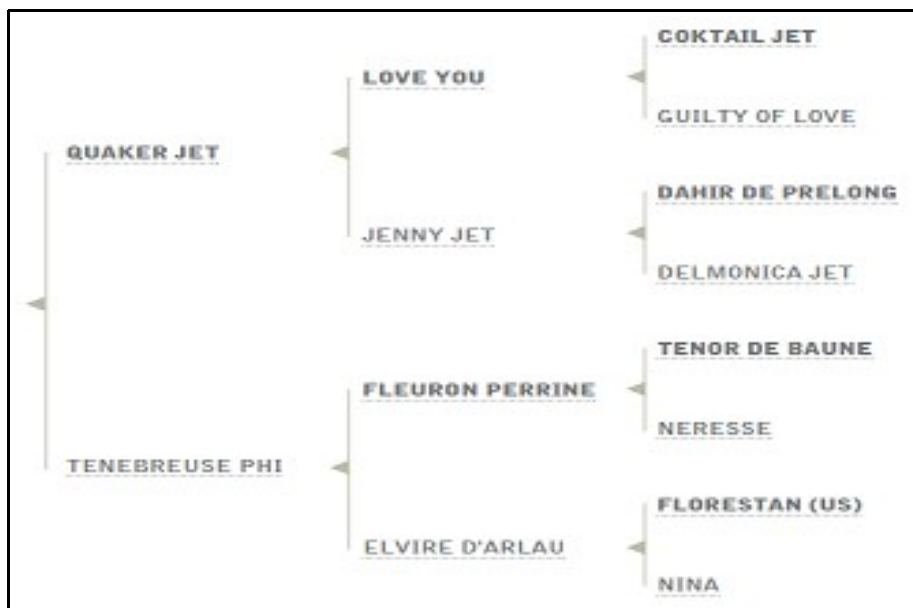 COKTAIL JET
LOVE YOU
GUILTY OF LOVE
QUAKER JET
DAHIR DE PRELONG
JENNY JET
DELMONICA JET
TENOR DE BAUNE
FLEURON PERRINE
NERESSE
TENEBREUSE PHI
FLORESTAN (US)
ELVIRE D'ARLAU
NINA